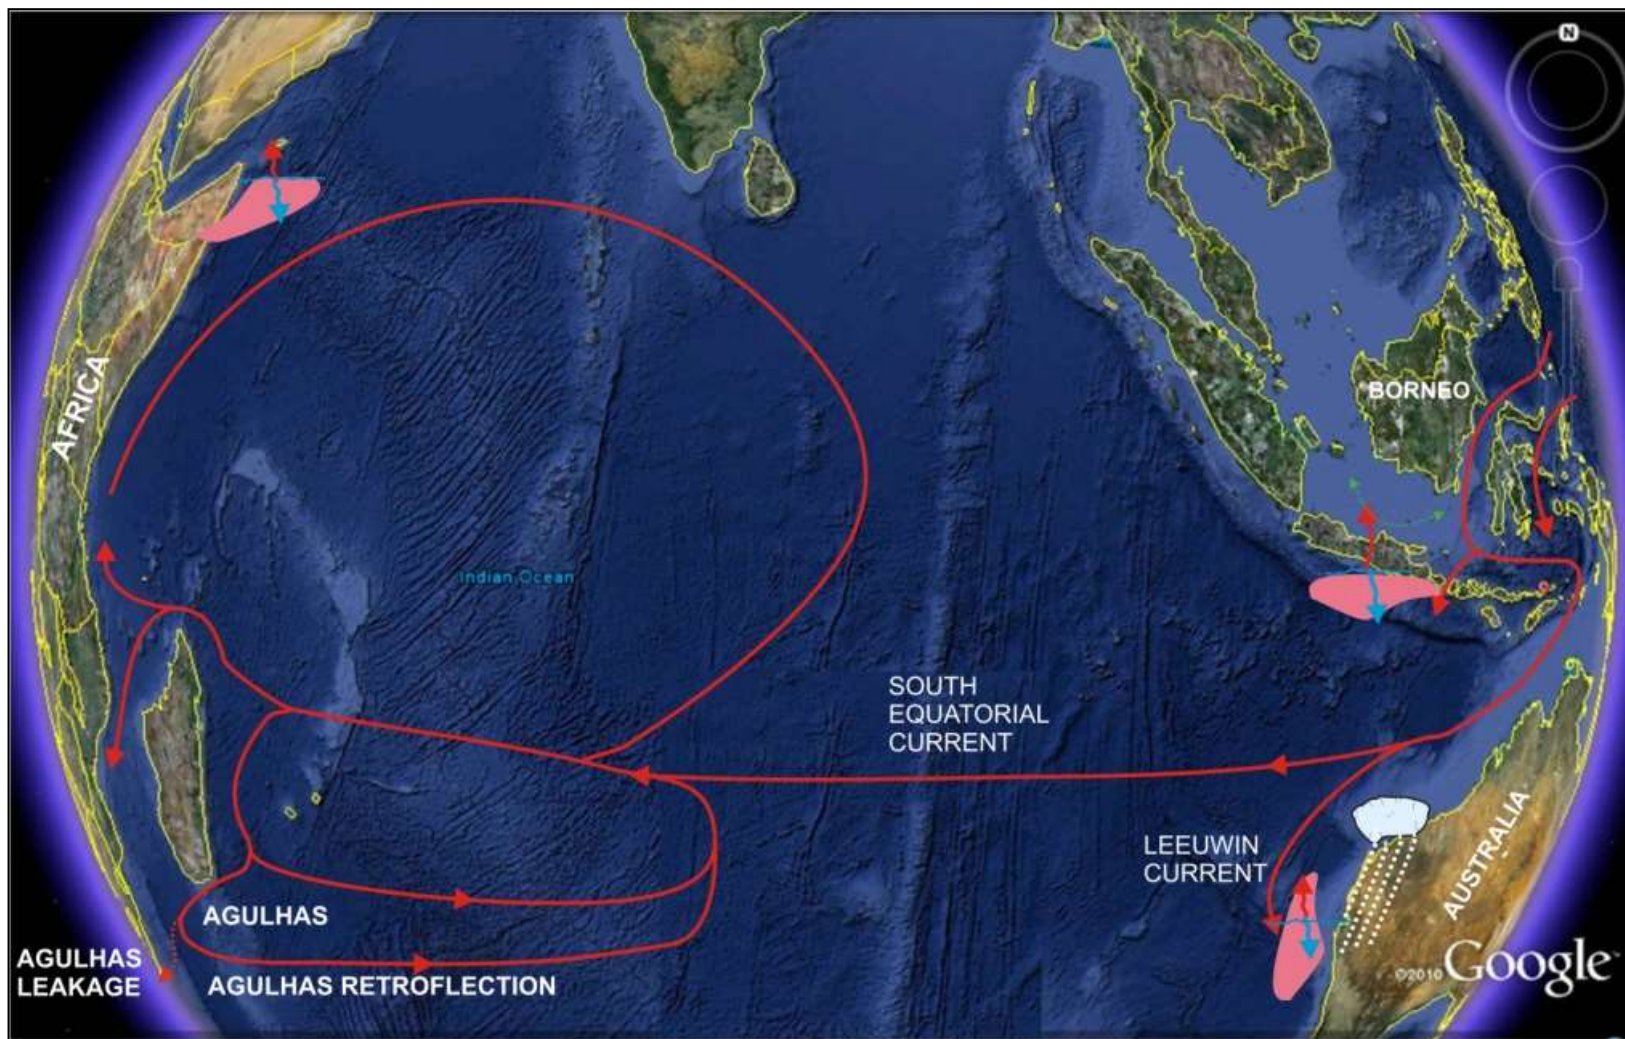 N
AFRICA
BORNEO
Indian Ocean
SOUTH
EQUATORIAL
CURRENT
LEEUWIN
CURRENT
AUSTRALIA
AGULHAS
AGULHAS
LEAKAGE
AGULHAS RETROFLECTION
©2010 Google